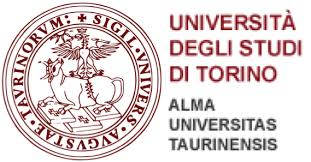 SIGILL · VNIVERS · AVGVSTAE · TAVRINORVM :
UNIVERSITÀ
DEGLI STUDI
DI TORINO
ALMA
UNIVERSITAS
TAURINENSIS